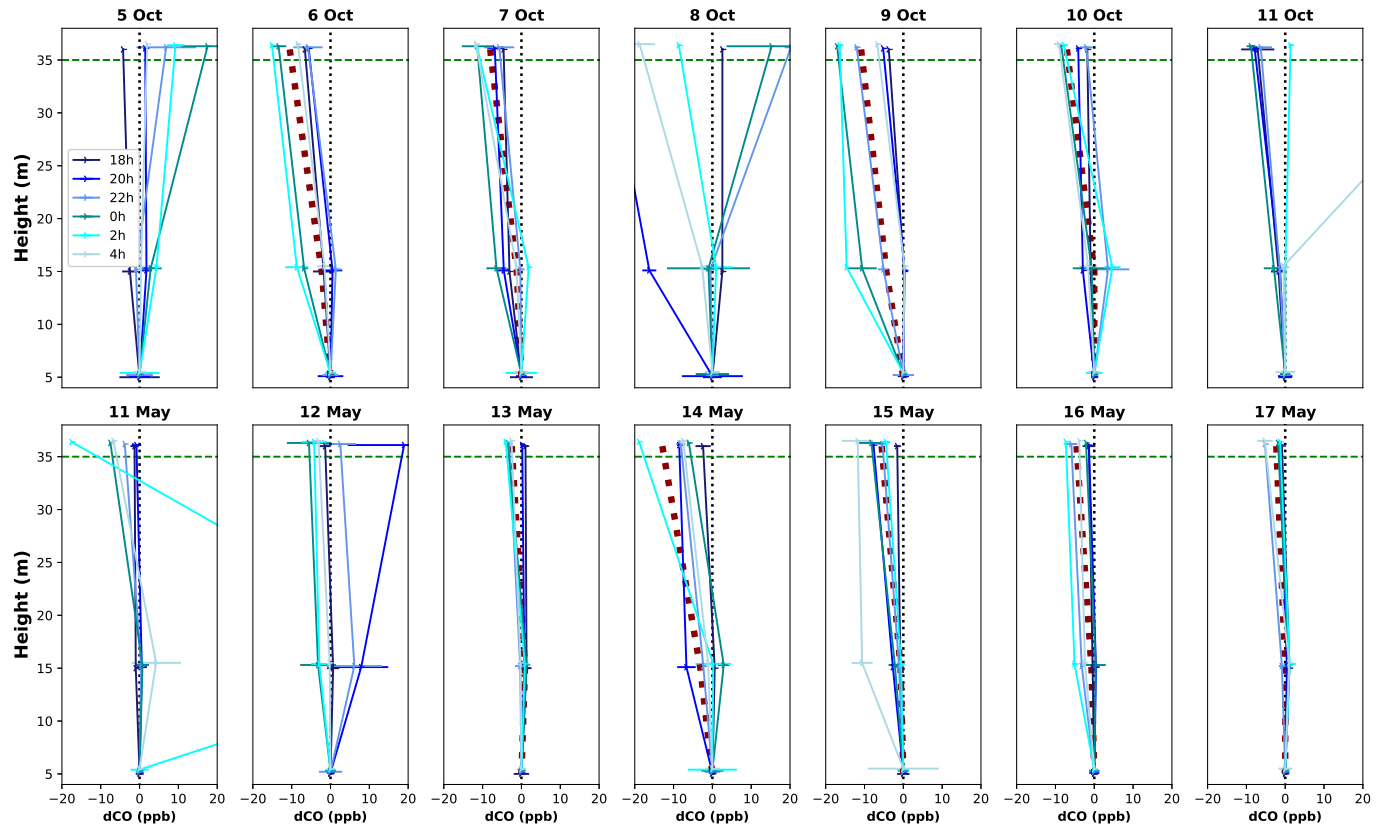 5 Oct 6 Oct 7 Oct 8 Oct 9 Oct 10 Oct 11 Oct
35
30
25
20
15
10
5
Height (m)
18h
20h
22h
0h
2h
4h
11 May 12 May 13 May 14 May 15 May 16 May 17 May
35
30
25
20
15
10
5
Height (m)
−20 −10 0 10 20 −20 −10 0 10 20 −20 −10 0 10 20 −20 −10 0 10 20 −20 −10 0 10 20 −20 −10 0 10 20 −20 −10 0 10 20
dCO (ppb) dCO (ppb) dCO (ppb) dCO (ppb) dCO (ppb) dCO (ppb) dCO (ppb)